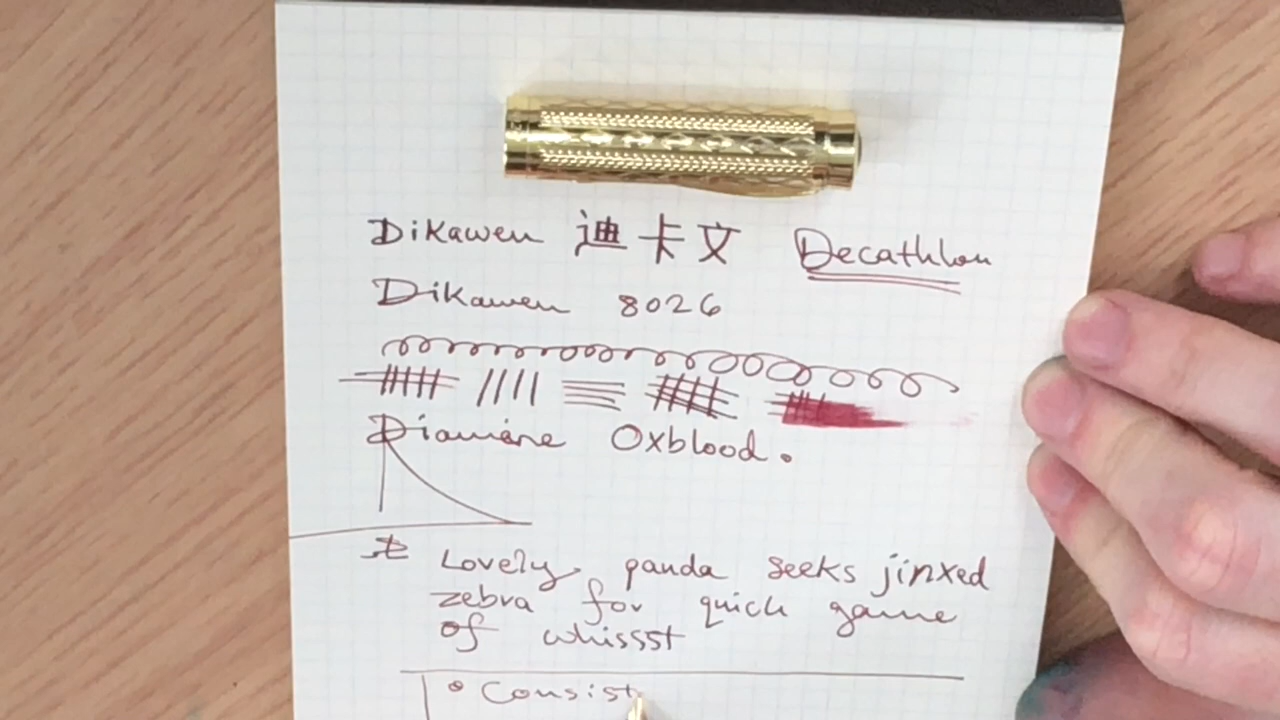 Dikawen 迪卡文 Decathlon
Dikawen 8026
Diamine Oxblood.
Lovely panda seeks jinxed
zebra for quick game
of whissst
• Consist